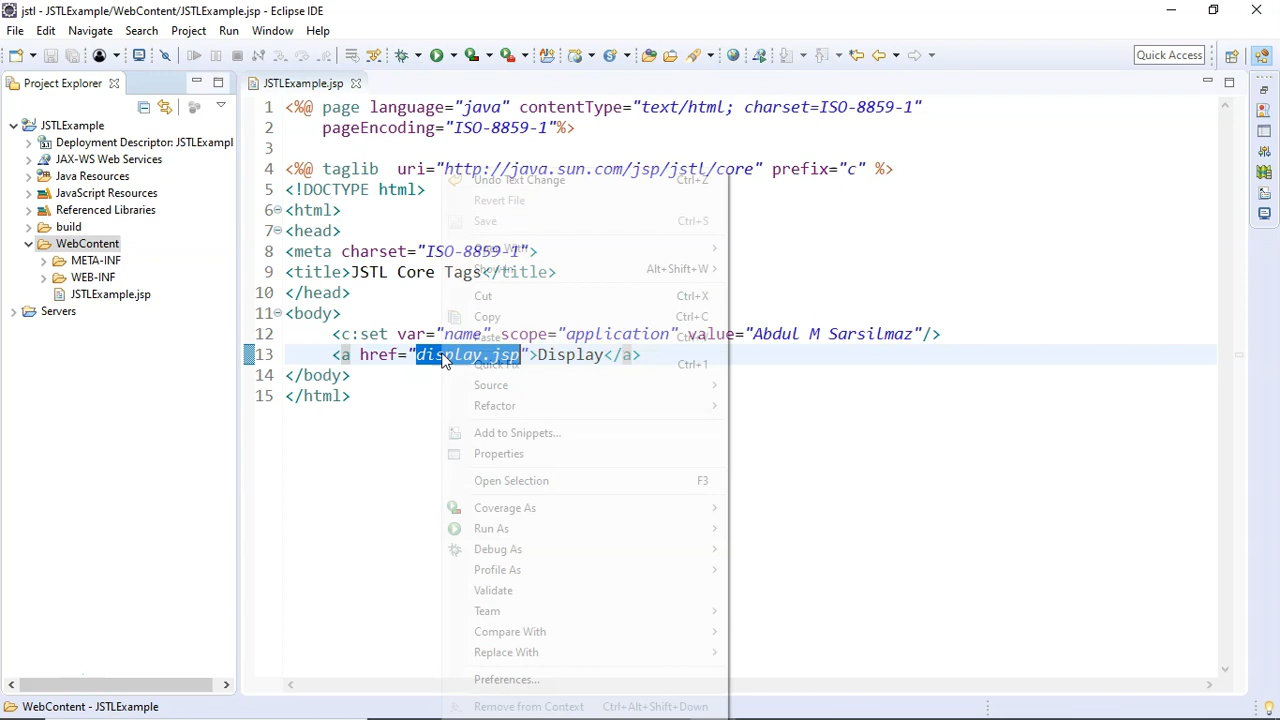 jstl - JSTLExample/WebContent/JSTLExample.jsp - Eclipse IDE
File Edit Navigate Search Project Run Window Help
Quick Access
Project Explorer
JSTLExample.jsp
JSTLExample
Deployment Descriptor: JSTLExampl
JAX-WS Web Services
Java Resources
JavaScript Resources
Referenced Libraries
build
WebContent
META-INF
WEB-INF
JSTLExample.jsp
Servers
1 <%@ page language="java" contentType="text/html; charset=ISO-8859-1"
2 pageEncoding="ISO-8859-1"%>
3
4 <%@ taglib uri="http://java.sun.com/jsp/jstl/core" prefix="c" %>
5 <!DOCTYPE html>
6 <html>
7 <head>
8 <meta charset="ISO-8859-1">
9 <title>JSTL Core Tags</title>
10 </head>
11 <body>
12 <c:set var="name" scope="application" value="Abdul M Sarsilmaz"/>
13 <a href="display.jsp">Display</a>
14 </body>
15 </html>
Undo Text Change Ctrl+Z
Revert File
Save Ctrl+S
Open With
Show In Alt+Shift+W
Cut Ctrl+X
Copy Ctrl+C
Paste Ctrl+V
Quick Fix Ctrl+1
Source
Refactor
Add to Snippets...
Properties
Open Selection F3
Coverage As
Run As
Debug As
Profile As
Validate
Team
Compare With
Replace With
Preferences...
Remove from Context Ctrl+Alt+Shift+Down
WebContent - JSTLExample